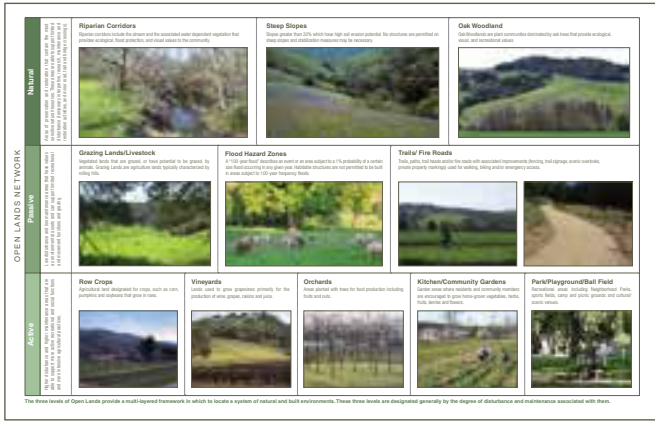 OPEN LANDS NETWORK
Natural
Riparian Corridors
Riparian corridors include the stream and the associated water dependent vegetation that
provides ecological, flood protection, and visual values to the community.
Steep Slopes
Slopes greater than 30% which have high soil erosion potential. No structures are permitted on
steep slopes and stabilization measures may be necessary.
Oak Woodland
Oak Woodlands are plant communities dominated by oak trees that provide ecological,
visual, and recreational values
Passive
Grazing Lands/Livestock
Vegetated lands that are grazed, or have potential to be grazed, by
animals. Grazing Lands are agriculture lands typically characterized by
rolling hills.
Flood Hazard Zones
A "100-year flood" describes an event or an area subject to a 1% probability of a certain
size flood occurring in any given year. Habitable structures are not permitted to be built
in areas subject to 100-year frequency floods.
Trails/ Fire Roads
Trails, paths, trail heads and/or fire roads with associated improvements (fencing, trail signage, scenic overlooks,
private property markings) used for walking, biking and/or emergency access.
Active
Row Crops
Agricultural land designated for crops, such as corn,
pumpkins and soybeans that grow in rows.
Vineyards
Lands used to grow grapevines primarily for the
production of wine, grapes, raisins and juice.
Orchards
Areas planted with trees for food production including
fruits and nuts.
Kitchen/Community Gardens
Garden areas where residents and community members
are encouraged to grow home-grown vegetables, herbs,
fruits, berries and flowers.
Park/Playground/Ball Field
Recreational areas including Neighborhood Parks,
sports fields, camp and picnic grounds and cultural/
scenic venues.
The three levels of Open Lands provide a multi-layered framework in which to locate a system of natural and built environments. These three levels are designated generally by the degree of disturbance and maintenance associated with them.